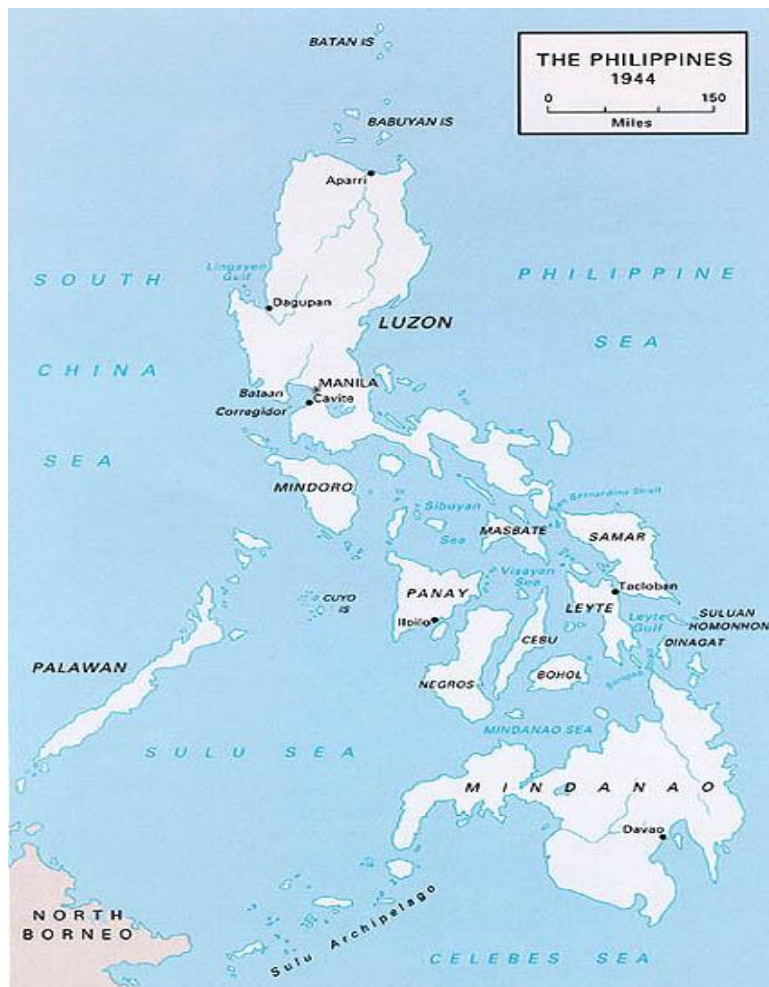 BATAN IS
THE PHILIPPINES
1944
0 150
Miles
BABUYAN IS
Aparri
SOUTH
CHINA
SEA
Lingayen
Gulf
PHILIPPINE
SEA
Dagupan
LUZON
MANILA
Bataan
Cavite
Corregidor
MINDORO
Sibuyan
Sea
San Bernardino Strait
MASBATE
SAMAR
Visayan
Sea
PANAY
Tacloban
CUYO
IS
LEYTE
Iloilo
Leyte
Gulf
SULUAN
HOMONHON
DINAGAT
CEBU
PALAWAN
NEGROS
BOHOL
MINDANAO SEA
SULU SEA
MINDANAO
Davao
NORTH
BORNEO
Sulu Archipelago
CELEBES SEA